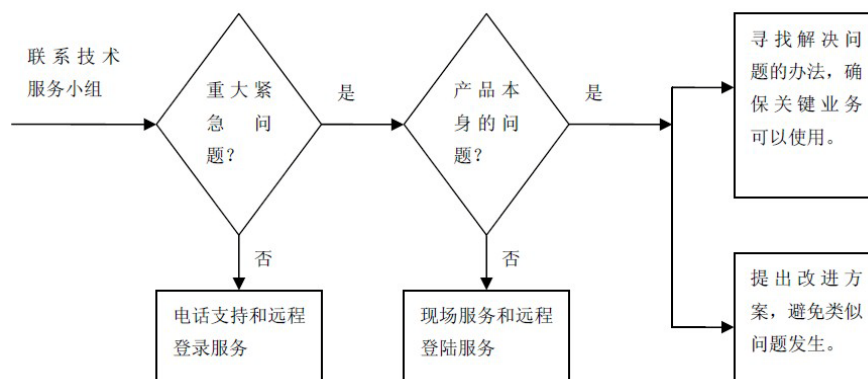 联系技术
服务小组
重大紧
急问
题？
是
产品本
身的问
题？
是
寻找解决问
题的办法，确
保关键业务
可以使用。
否
电话支持和远程
登录服务
否
现场服务和远程
登陆服务
提出改进方
案，避免类似
问题发生。